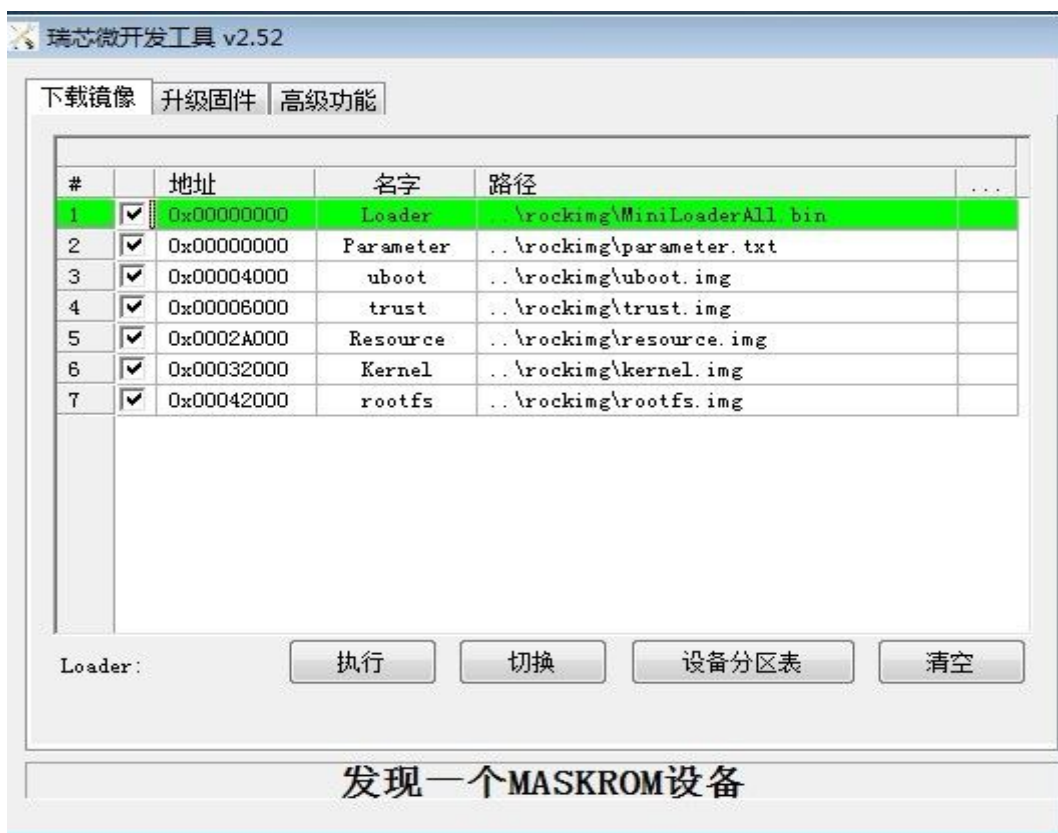 瑞芯微开发工具 v2.52
下载镜像 升级固件 高级功能
# 地址 名字 路径 ...
1 0x00000000 Loader ..\rockimg\MiniLoaderAll.bin
2 0x00000000 Parameter ..\rockimg\parameter.txt
3 0x00004000 uboot ..\rockimg\uboot.img
4 0x00006000 trust ..\rockimg\trust.img
5 0x0002A000 Resource ..\rockimg\resource.img
6 0x00032000 Kernel ..\rockimg\kernel.img
7 0x00042000 rootfs ..\rockimg\rootfs.img
Loader: 执行 切换 设备分区表 清空
发现一个MASKROM设备